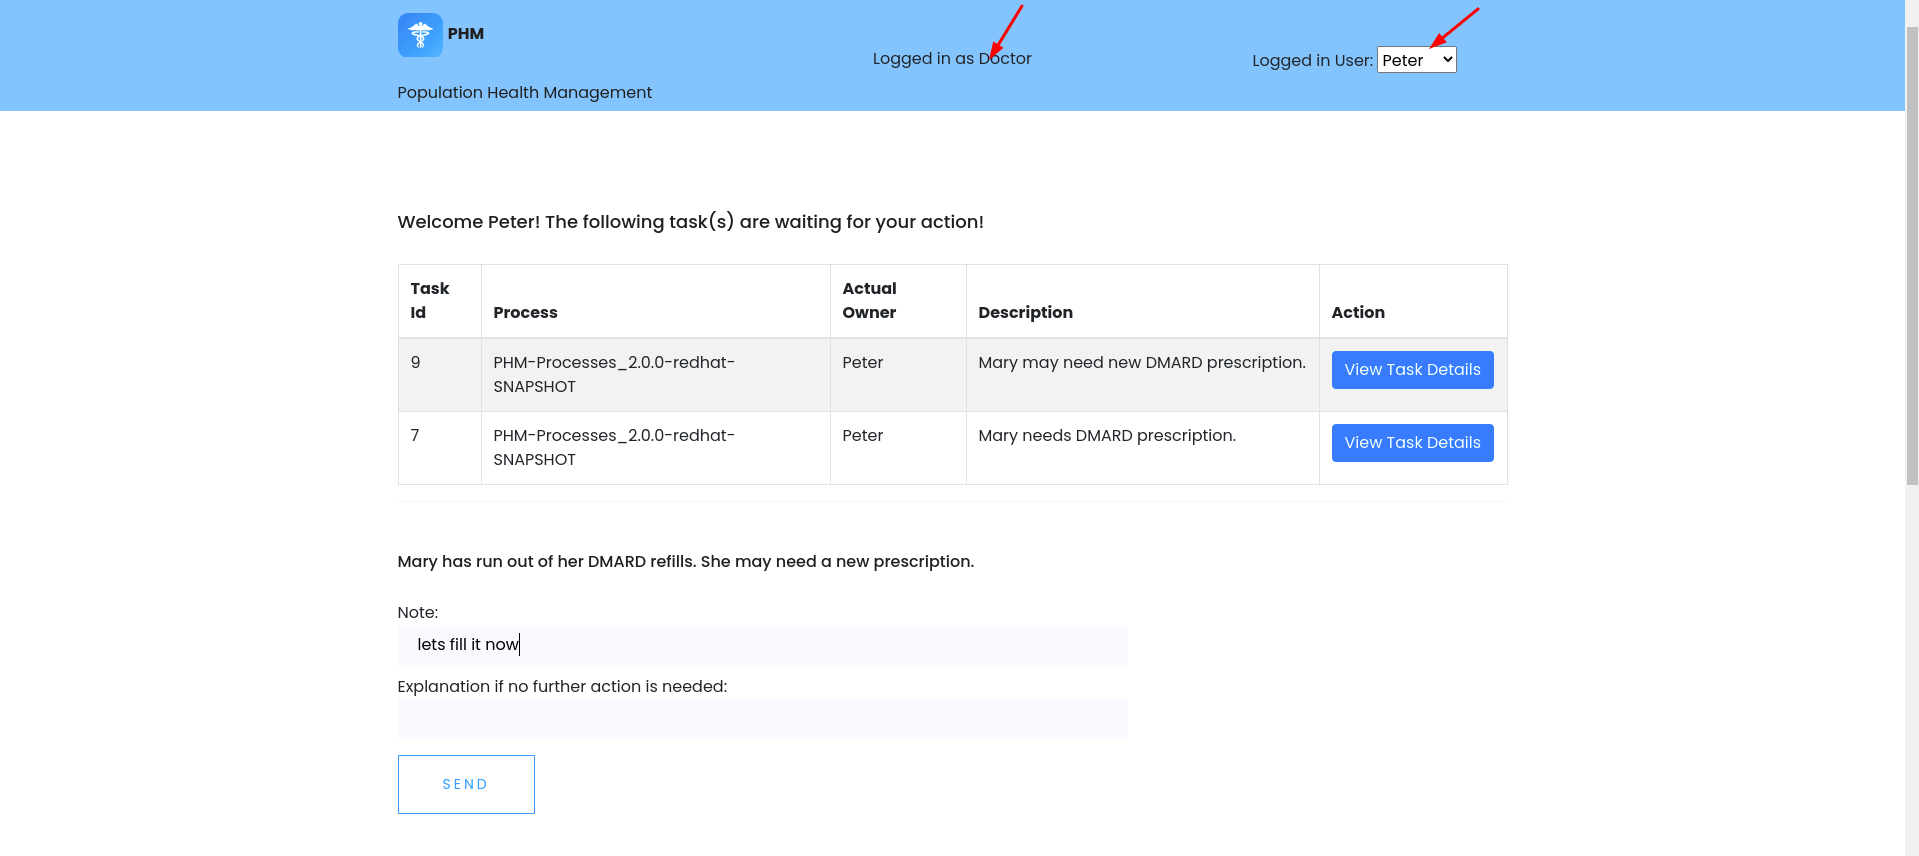 PHM
Logged in as Doctor
Logged in User: Peter
Population Health Management
Welcome Peter! The following task(s) are waiting for your action!
Task Id Process Actual Owner Description Action
9 PHM-Processes_2.0.0-redhat-SNAPSHOT Peter Mary may need new DMARD prescription. View Task Details
7 PHM-Processes_2.0.0-redhat-SNAPSHOT Peter Mary needs DMARD prescription. View Task Details
Mary has run out of her DMARD refills. She may need a new prescription.
Note:
lets fill it now
Explanation if no further action is needed:
SEND